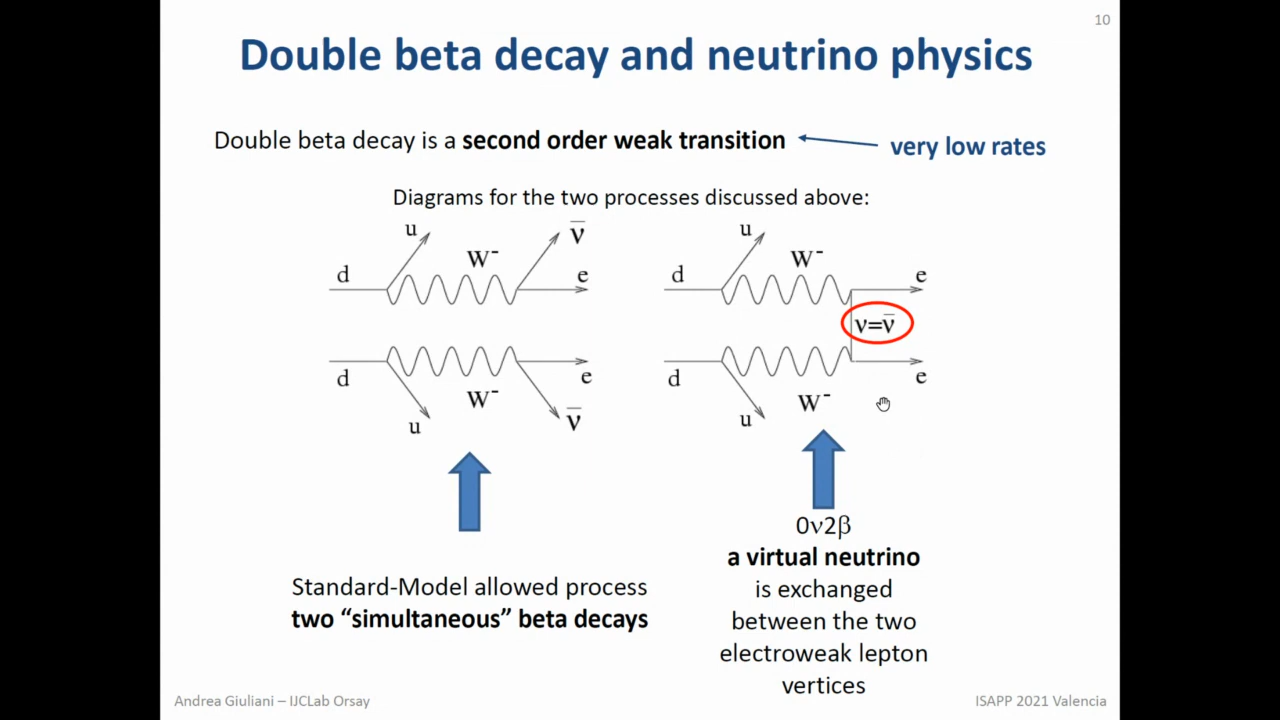 10
Double beta decay and neutrino physics
Double beta decay is a second order weak transition
very low rates
Diagrams for the two processes discussed above:
u
W⁻
ν̅
d
e
d
e
W⁻
u
ν̅
u
W⁻
d
e
ν=ν̅
d
e
W⁻
u
Standard-Model allowed process
two “simultaneous” beta decays
0ν2β
a virtual neutrino
is exchanged
between the two
electroweak lepton
vertices
Andrea Giuliani – IJCLab Orsay
ISAPP 2021 Valencia